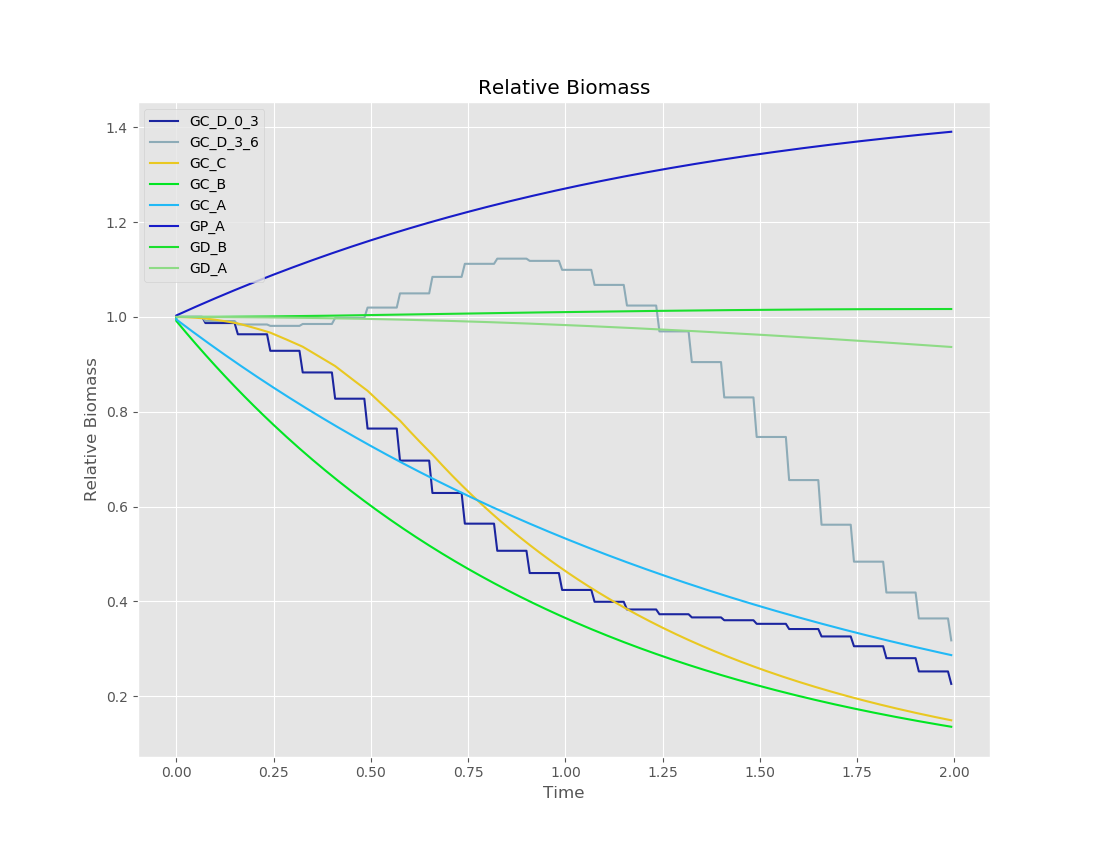 Relative Biomass
GC_D_0_3
GC_D_3_6
GC_C
GC_B
GC_A
GP_A
GD_B
GD_A
1.4
1.2
1.0
0.8
0.6
0.4
0.2
Relative Biomass
0.00 0.25 0.50 0.75 1.00 1.25 1.50 1.75 2.00
Time